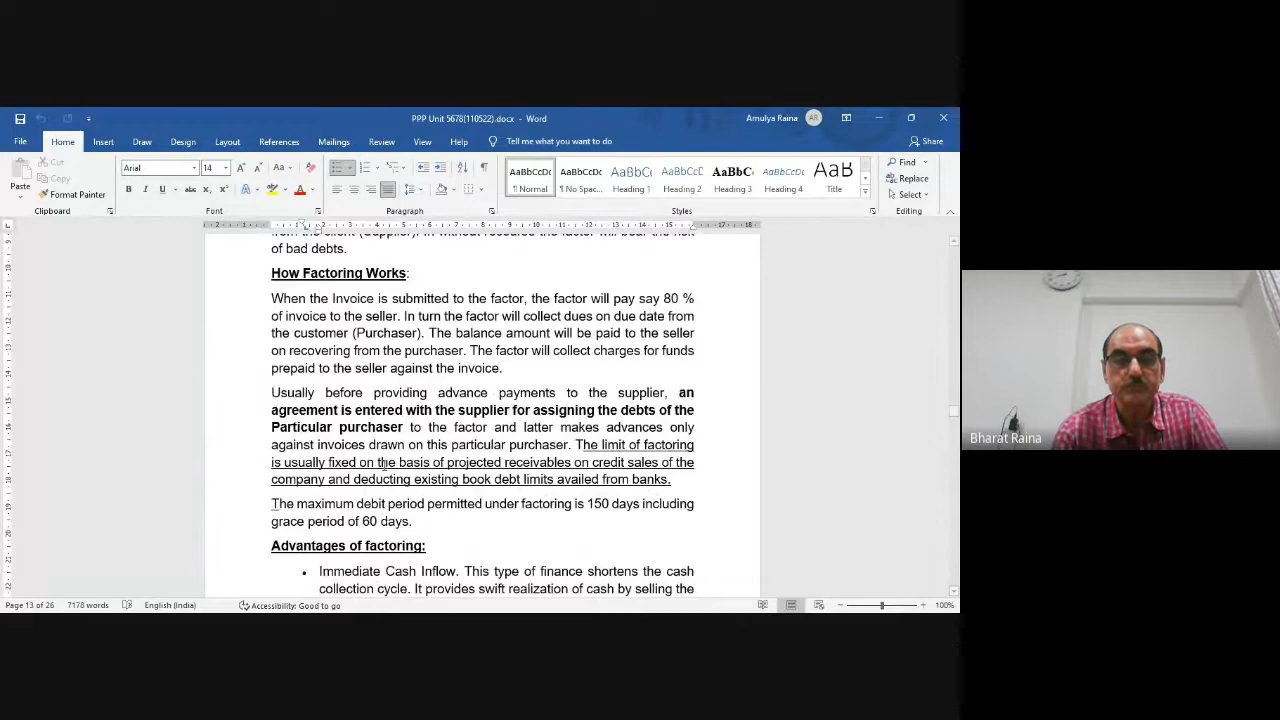 PPP Unit 5678(110522).docx - Word
Amulya Raina
AR
File Home Insert Draw Design Layout References Mailings Review View Help Tell me what you want to do Share
Paste
Cut
Copy
Format Painter
Clipboard
Arial 14
Font
Paragraph
AaBbCcDc AaBbCcDc AaBbCc AaBbCcD AaBbC AaBbCcD AaB
¶ Normal ¶ No Spac... Heading 1 Heading 2 Heading 3 Heading 4 Title
Styles
Find
Replace
Select
Editing
of bad debts.
How Factoring Works:
When the Invoice is submitted to the factor, the factor will pay say 80 %
of invoice to the seller. In turn the factor will collect dues on due date from
the customer (Purchaser). The balance amount will be paid to the seller
on recovering from the purchaser. The factor will collect charges for funds
prepaid to the seller against the invoice.
Usually before providing advance payments to the supplier, an
agreement is entered with the supplier for assigning the debts of the
Particular purchaser to the factor and latter makes advances only
against invoices drawn on this particular purchaser. The limit of factoring
is usually fixed on the basis of projected receivables on credit sales of the
company and deducting existing book debt limits availed from banks.
The maximum debit period permitted under factoring is 150 days including
grace period of 60 days.
Advantages of factoring:
• Immediate Cash Inflow. This type of finance shortens the cash
collection cycle. It provides swift realization of cash by selling the
Page 13 of 26 7178 words English (India) Accessibility: Good to go 100%
Bharat Raina